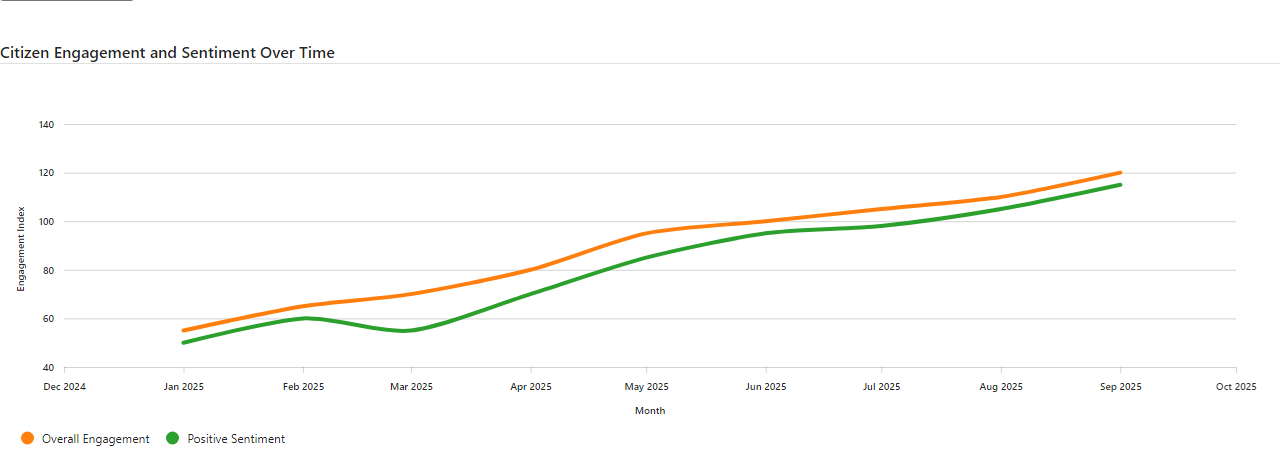 Citizen Engagement and Sentiment Over Time
140
120
100
80
60
40
Engagement Index
Dec 2024 Jan 2025 Feb 2025 Mar 2025 Apr 2025 May 2025 Jun 2025 Jul 2025 Aug 2025 Sep 2025 Oct 2025
Month
Overall Engagement Positive Sentiment